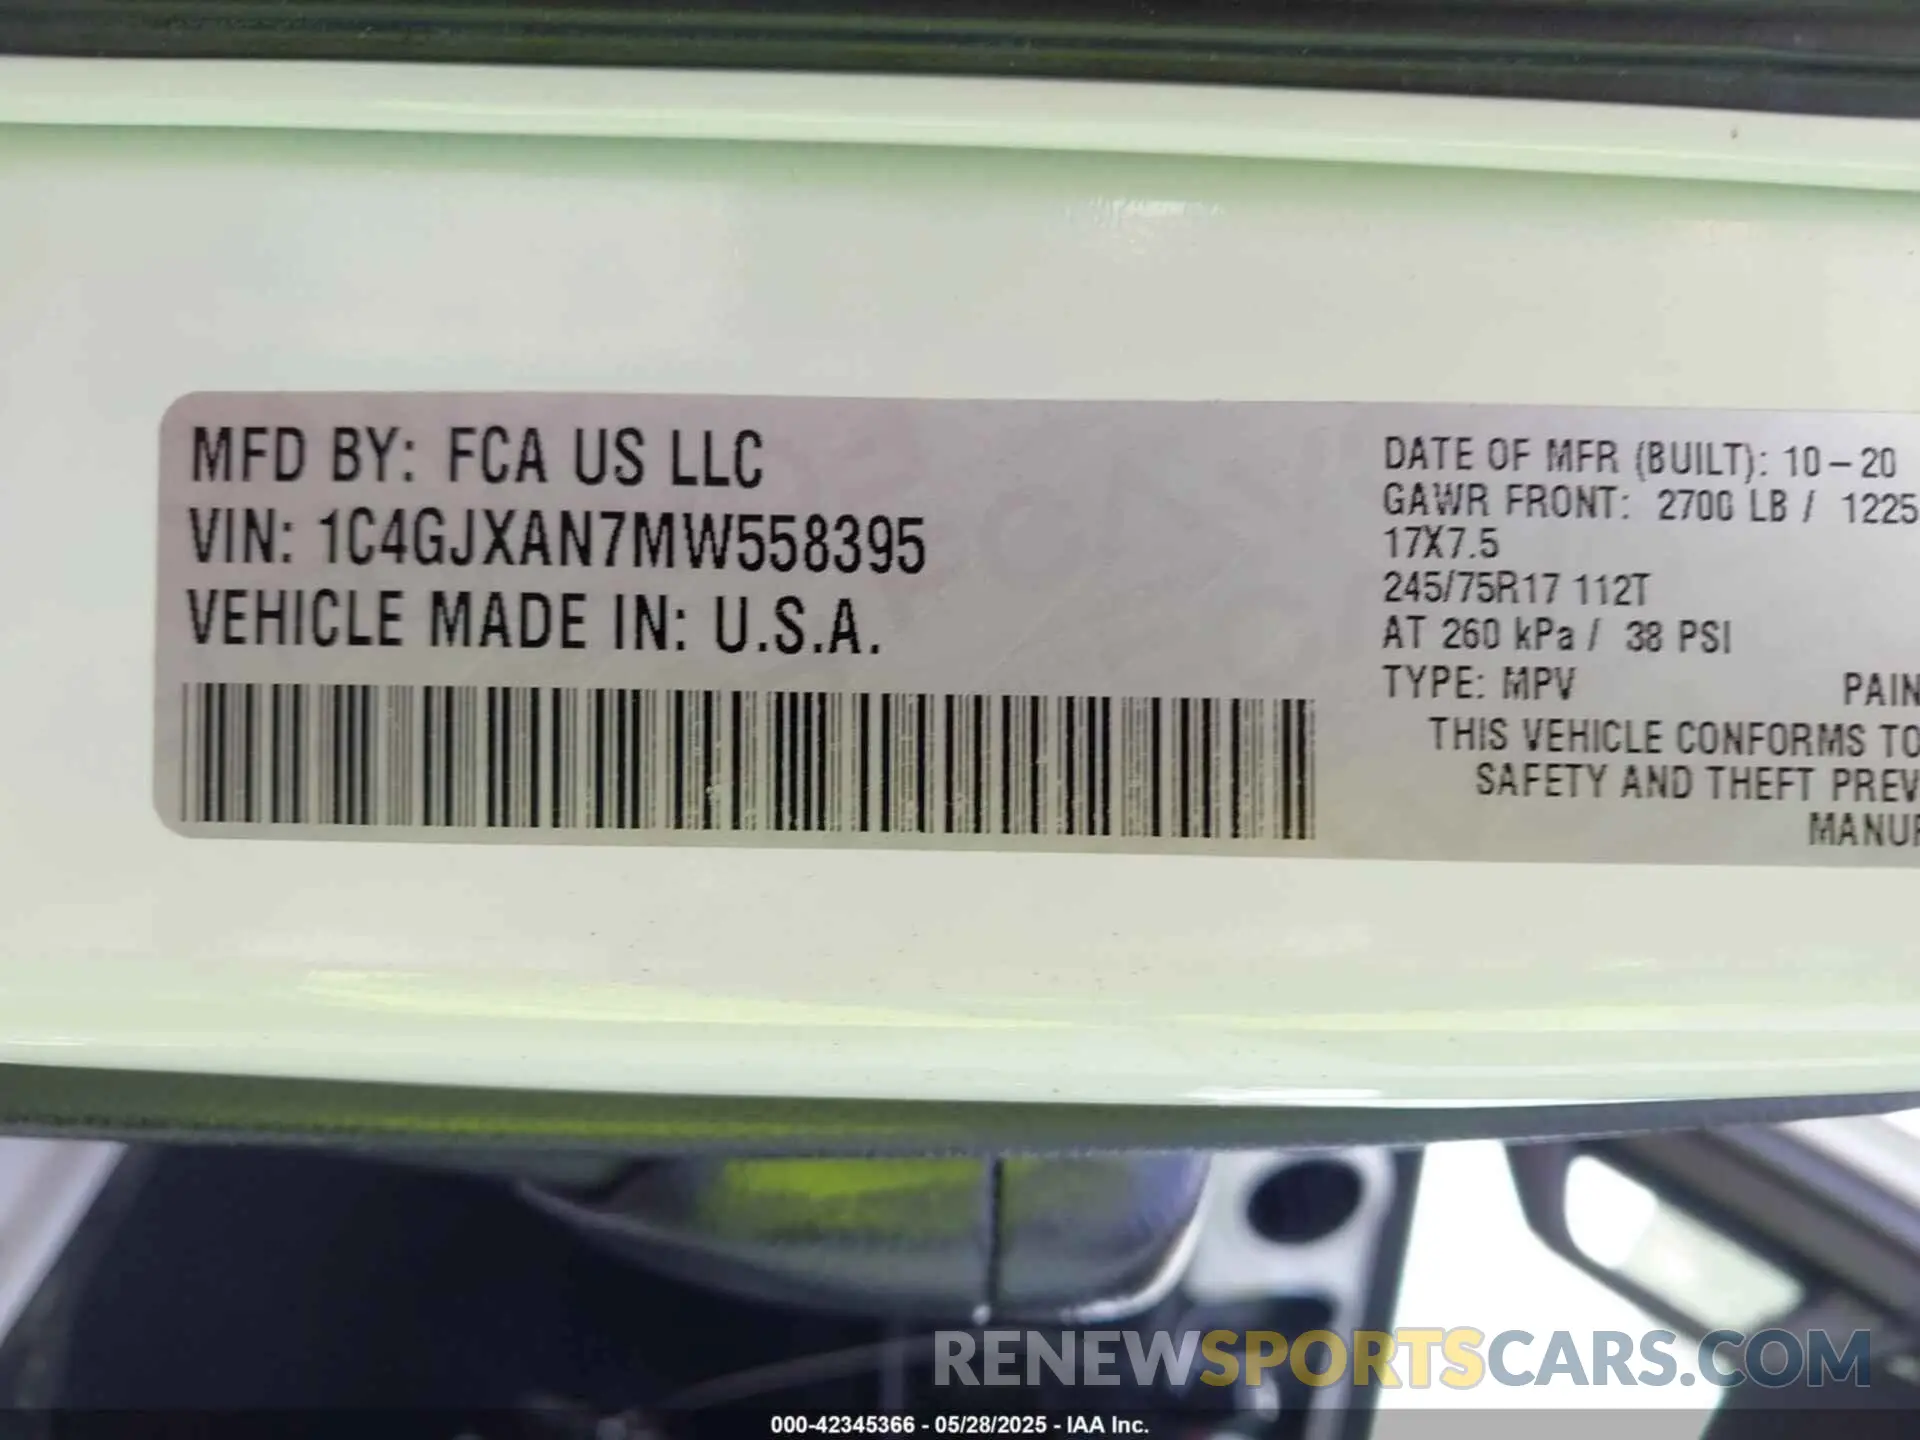 MFD BY: FCA US LLC
VIN: 1C4GJXAN7MW558395
VEHICLE MADE IN: U.S.A.
DATE OF MFR (BUILT): 10-20
GAWR FRONT: 2700 LB / 1225
17X7.5
245/75R17 112T
AT 260 kPa / 38 PSI
TYPE: MPV PAIN
THIS VEHICLE CONFORMS TO
SAFETY AND THEFT PREV
MANUF
RENEWSPORTSCARS.COM
000-42345366 - 05/28/2025 - IAA Inc.